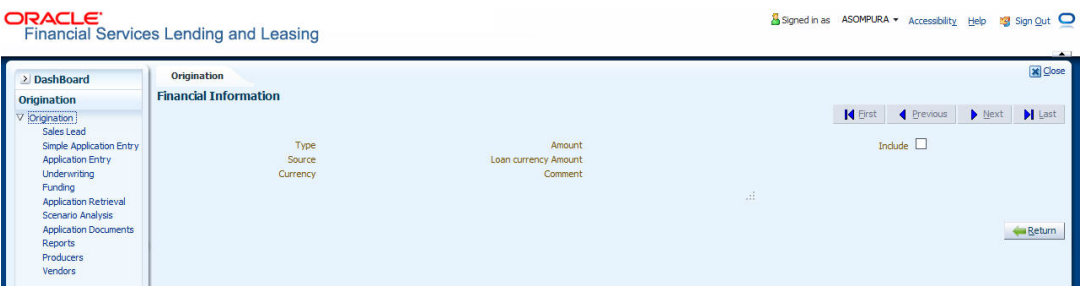 ORACLE
Financial Services Lending and Leasing
Signed in as ASOMPURA Accessibility Help Sign Out
DashBoard
Origination
Origination
Sales Lead
Simple Application Entry
Application Entry
Underwriting
Funding
Application Retrieval
Scenario Analysis
Application Documents
Reports
Producers
Vendors
Origination
Close
Financial Information
First Previous Next Last
Type Amount Include
Source Loan currency Amount
Currency Comment
Return